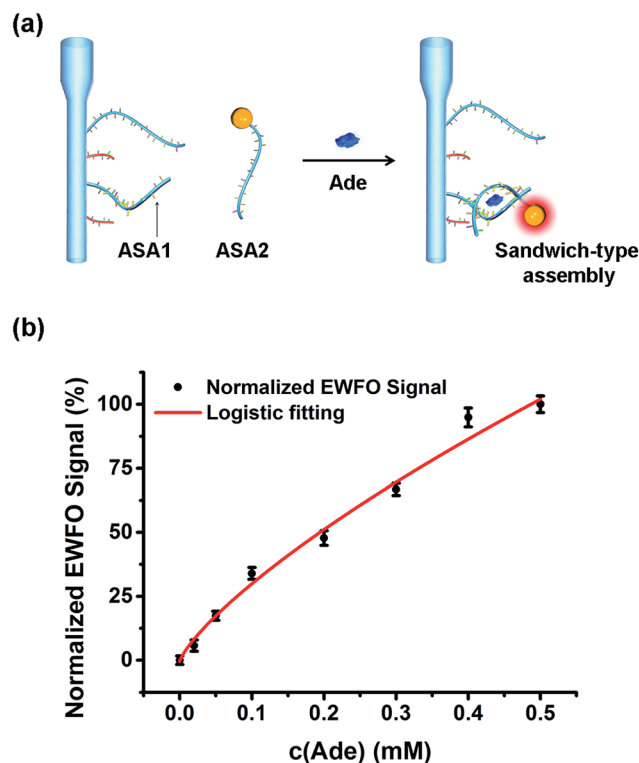 (a)
Ade
ASA1
ASA2
Sandwich-type
assembly
(b)
Normalized EWFO Signal (%)
Normalized EWFO Signal
Logistic fitting
100
75
50
25
0
0.0 0.1 0.2 0.3 0.4 0.5
c(Ade) (mM)